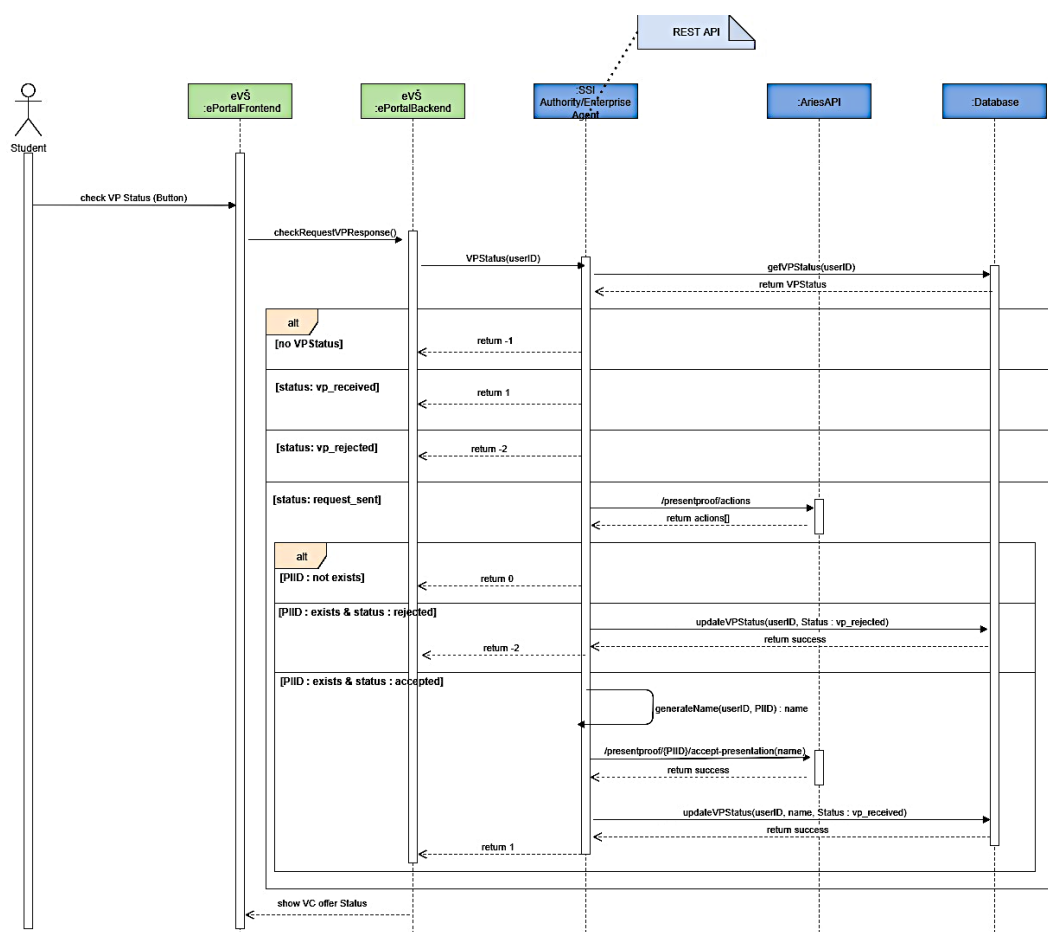 REST API
eVŠ
:ePortalFrontend
eVŠ
:ePortalBackend
:SSI
Authority/Enterprise
Agent
:AriesAPI
:Database
Student
check VP Status (Button)
checkRequestVPResponse()
VPStatus(userID)
getVPStatus(userID)
return VPStatus
alt
[no VPStatus]
return -1
[status: vp_received]
return 1
[status: vp_rejected]
return -2
[status: request_sent]
/presentproof/actions
return actions[]
alt
[PIID : not exists]
return 0
[PIID : exists & status : rejected]
updateVPStatus(userID, Status : vp_rejected)
return success
return -2
[PIID : exists & status : accepted]
generateName(userID, PIID) : name
/presentproof/{PIID}/accept-presentation(name)
return success
updateVPStatus(userID, name, Status : vp_received)
return success
return 1
show VC offer Status